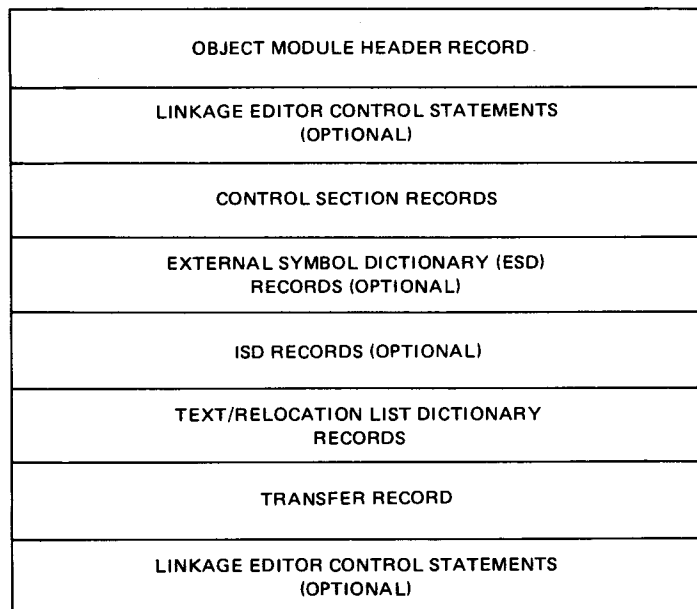 OBJECT MODULE HEADER RECORD
LINKAGE EDITOR CONTROL STATEMENTS
(OPTIONAL)
CONTROL SECTION RECORDS
EXTERNAL SYMBOL DICTIONARY (ESD)
RECORDS (OPTIONAL)
ISD RECORDS (OPTIONAL)
TEXT/RELOCATION LIST DICTIONARY
RECORDS
TRANSFER RECORD
LINKAGE EDITOR CONTROL STATEMENTS
(OPTIONAL)